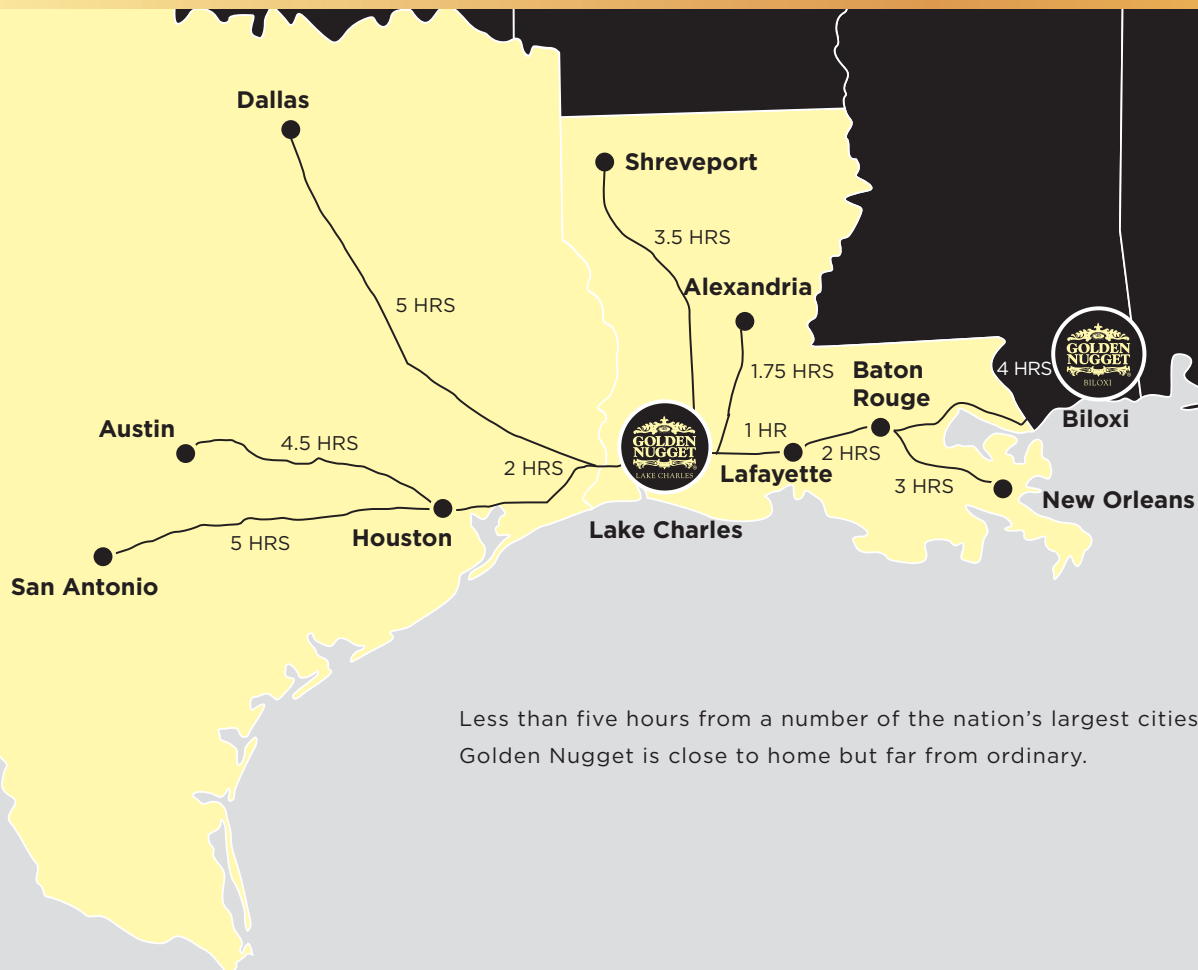 Dallas
Shreveport
3.5 HRS
Alexandria
5 HRS
GOLDEN
NUGGET
BILOXI
4 HRS
1.75 HRS
Baton
Rouge
Biloxi
Austin
4.5 HRS
1 HR
GOLDEN
NUGGET
LAKE CHARLES
2 HRS
2 HRS
Lafayette
3 HRS
New Orleans
Houston
Lake Charles
5 HRS
San Antonio
Less than five hours from a number of the nation’s largest cities
Golden Nugget is close to home but far from ordinary.